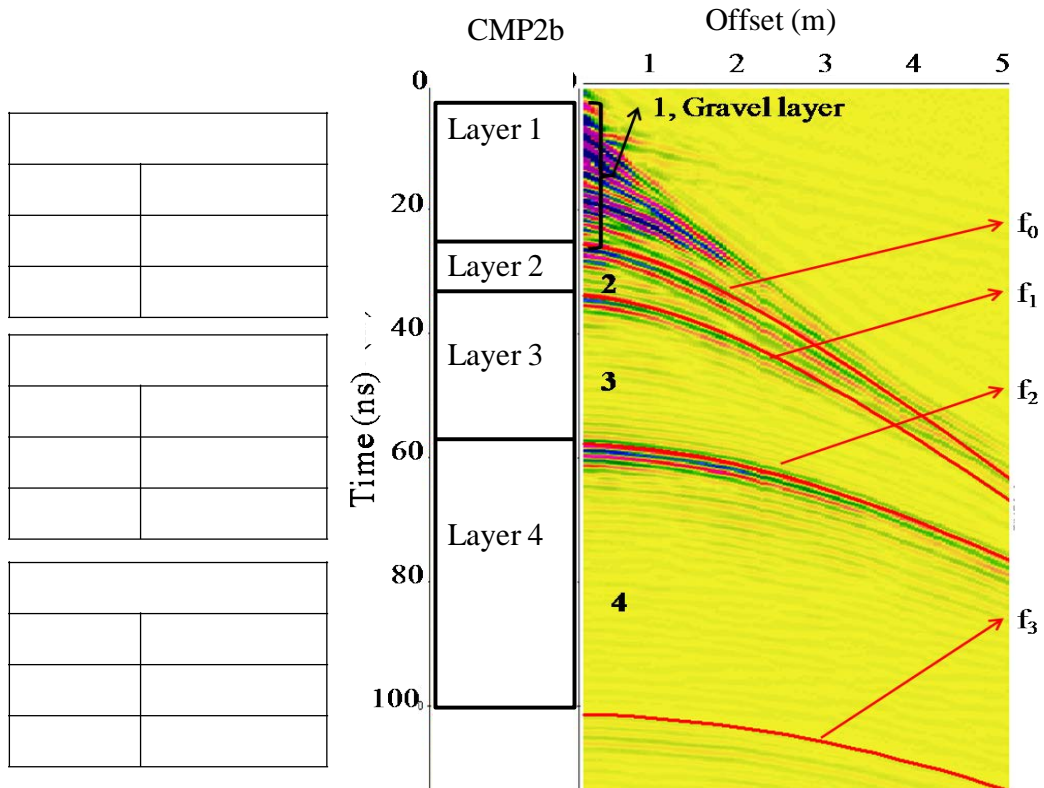 CMP2b
Offset (m)
0
0
1
2
3
4
5
Layer 1
1, Gravel layer
20
f0
Layer 2
2
f1
40
Layer 3
3
f2
Time (ns)
60
Layer 4
80
4
f3
100